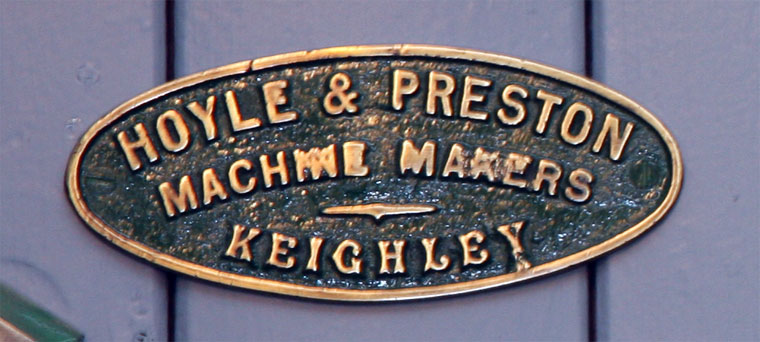 HOYLE & PRESTON
MACHINE MAKERS
KEIGHLEY